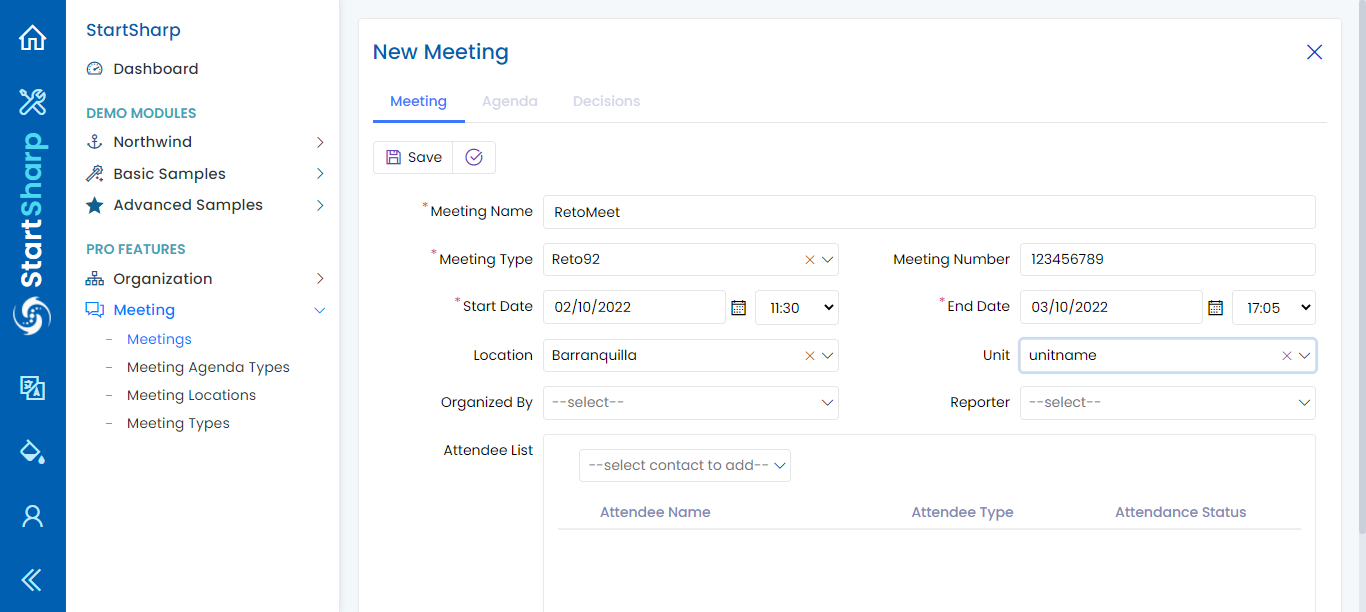 StartSharp
StartSharp
Dashboard
DEMO MODULES
Northwind
Basic Samples
Advanced Samples
PRO FEATURES
Organization
Meeting
Meetings
Meeting Agenda Types
Meeting Locations
Meeting Types
New Meeting
Meeting Agenda Decisions
Save
*Meeting Name RetoMeet
*Meeting Type Reto92 Meeting Number 123456789
*Start Date 02/10/2022 11:30 *End Date 03/10/2022 17:05
Location Barranquilla Unit unitname
Organized By --select-- Reporter --select--
Attendee List
--select contact to add--
Attendee Name Attendee Type Attendance Status